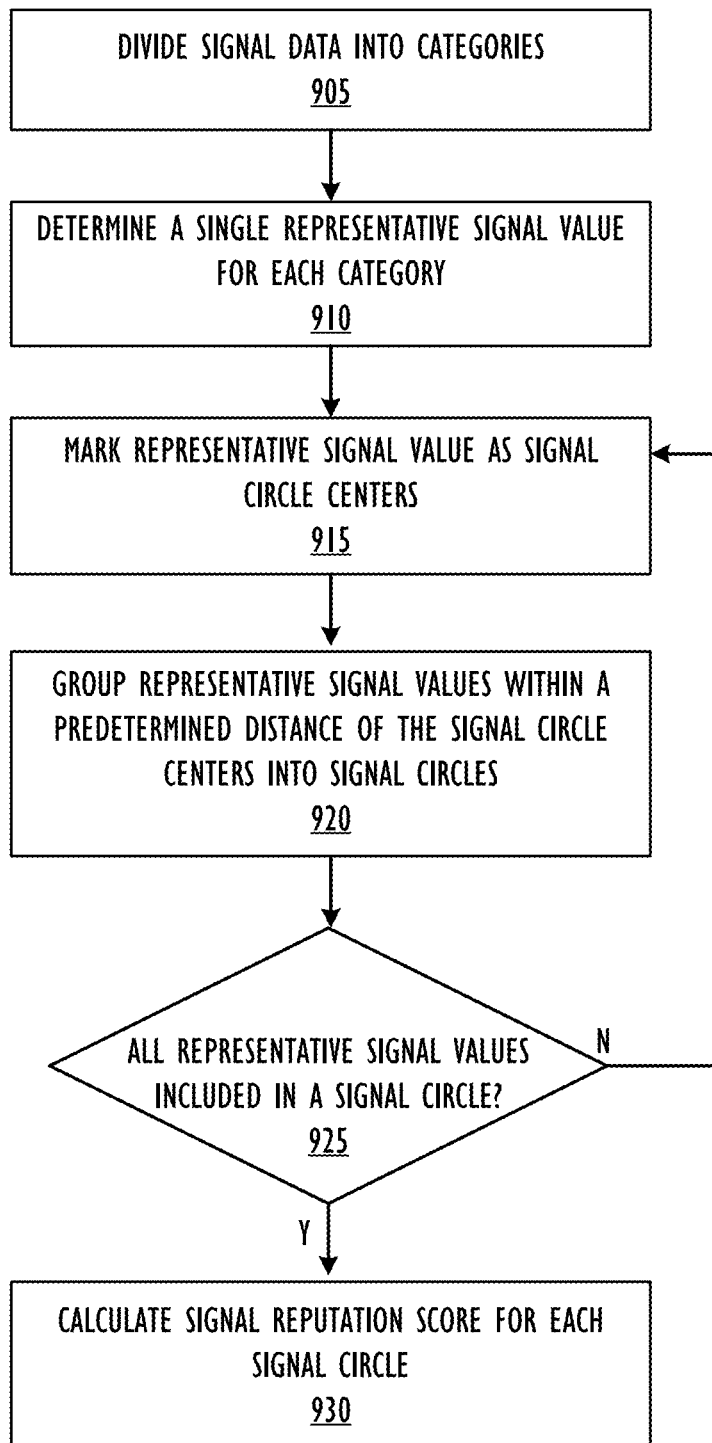 DIVIDE SIGNAL DATA INTO CATEGORIES
905
DETERMINE A SINGLE REPRESENTATIVE SIGNAL VALUE
FOR EACH CATEGORY
910
MARK REPRESENTATIVE SIGNAL VALUE AS SIGNAL
CIRCLE CENTERS
915
GROUP REPRESENTATIVE SIGNAL VALUES WITHIN A
PREDETERMINED DISTANCE OF THE SIGNAL CIRCLE
CENTERS INTO SIGNAL CIRCLES
920
ALL REPRESENTATIVE SIGNAL VALUES
INCLUDED IN A SIGNAL CIRCLE?
925
N
Y
CALCULATE SIGNAL REPUTATION SCORE FOR EACH
SIGNAL CIRCLE
930